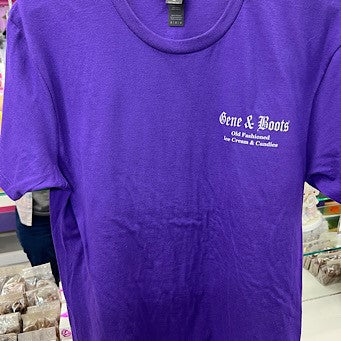 Gene & Boots
Old Fashioned
Ice Cream & Candies